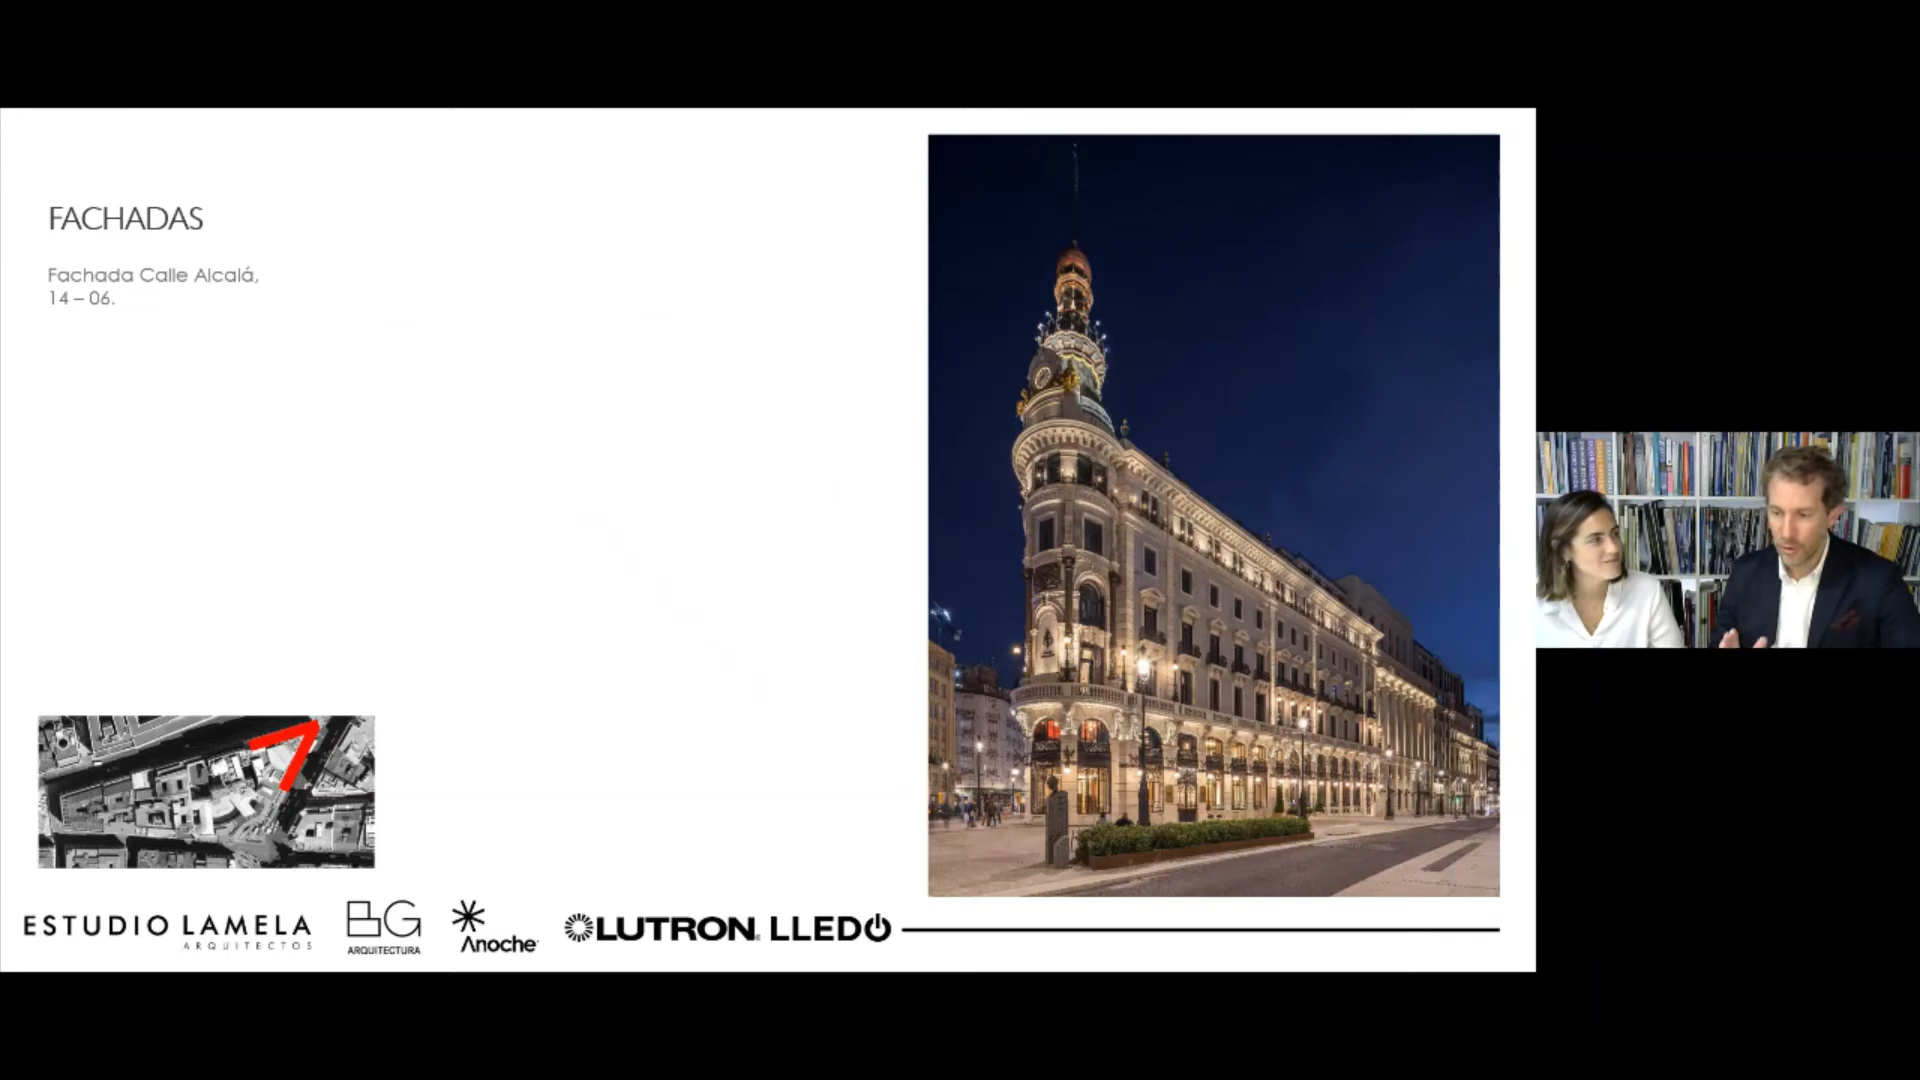 FACHADAS
Fachada Calle Alcalá,
14 – 06.
ESTUDIO LAMELA
ARQUITECTOS
BG
ARQUITECTURA
Anoche
LUTRON
LLEDÓ